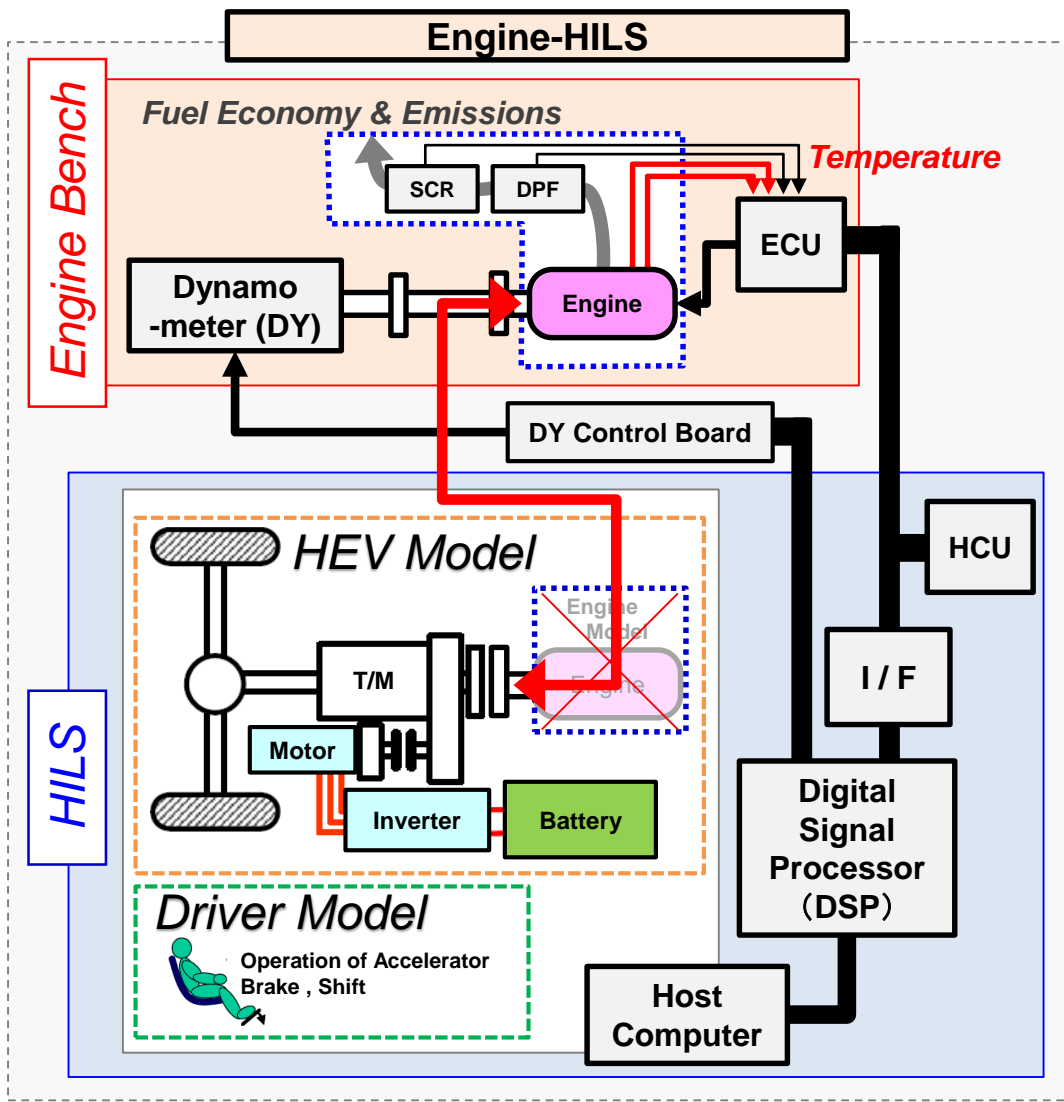 Engine-HILS
Engine Bench
Fuel Economy & Emissions
Temperature
SCR
DPF
ECU
Dynamo
-meter (DY)
Engine
DY Control Board
HILS
HEV Model
HCU
Engine
Model
Engine
T/M
I / F
Motor
Inverter
Battery
Digital
Signal
Processor
（DSP）
Driver Model
Operation of Accelerator
Brake , Shift
Host
Computer